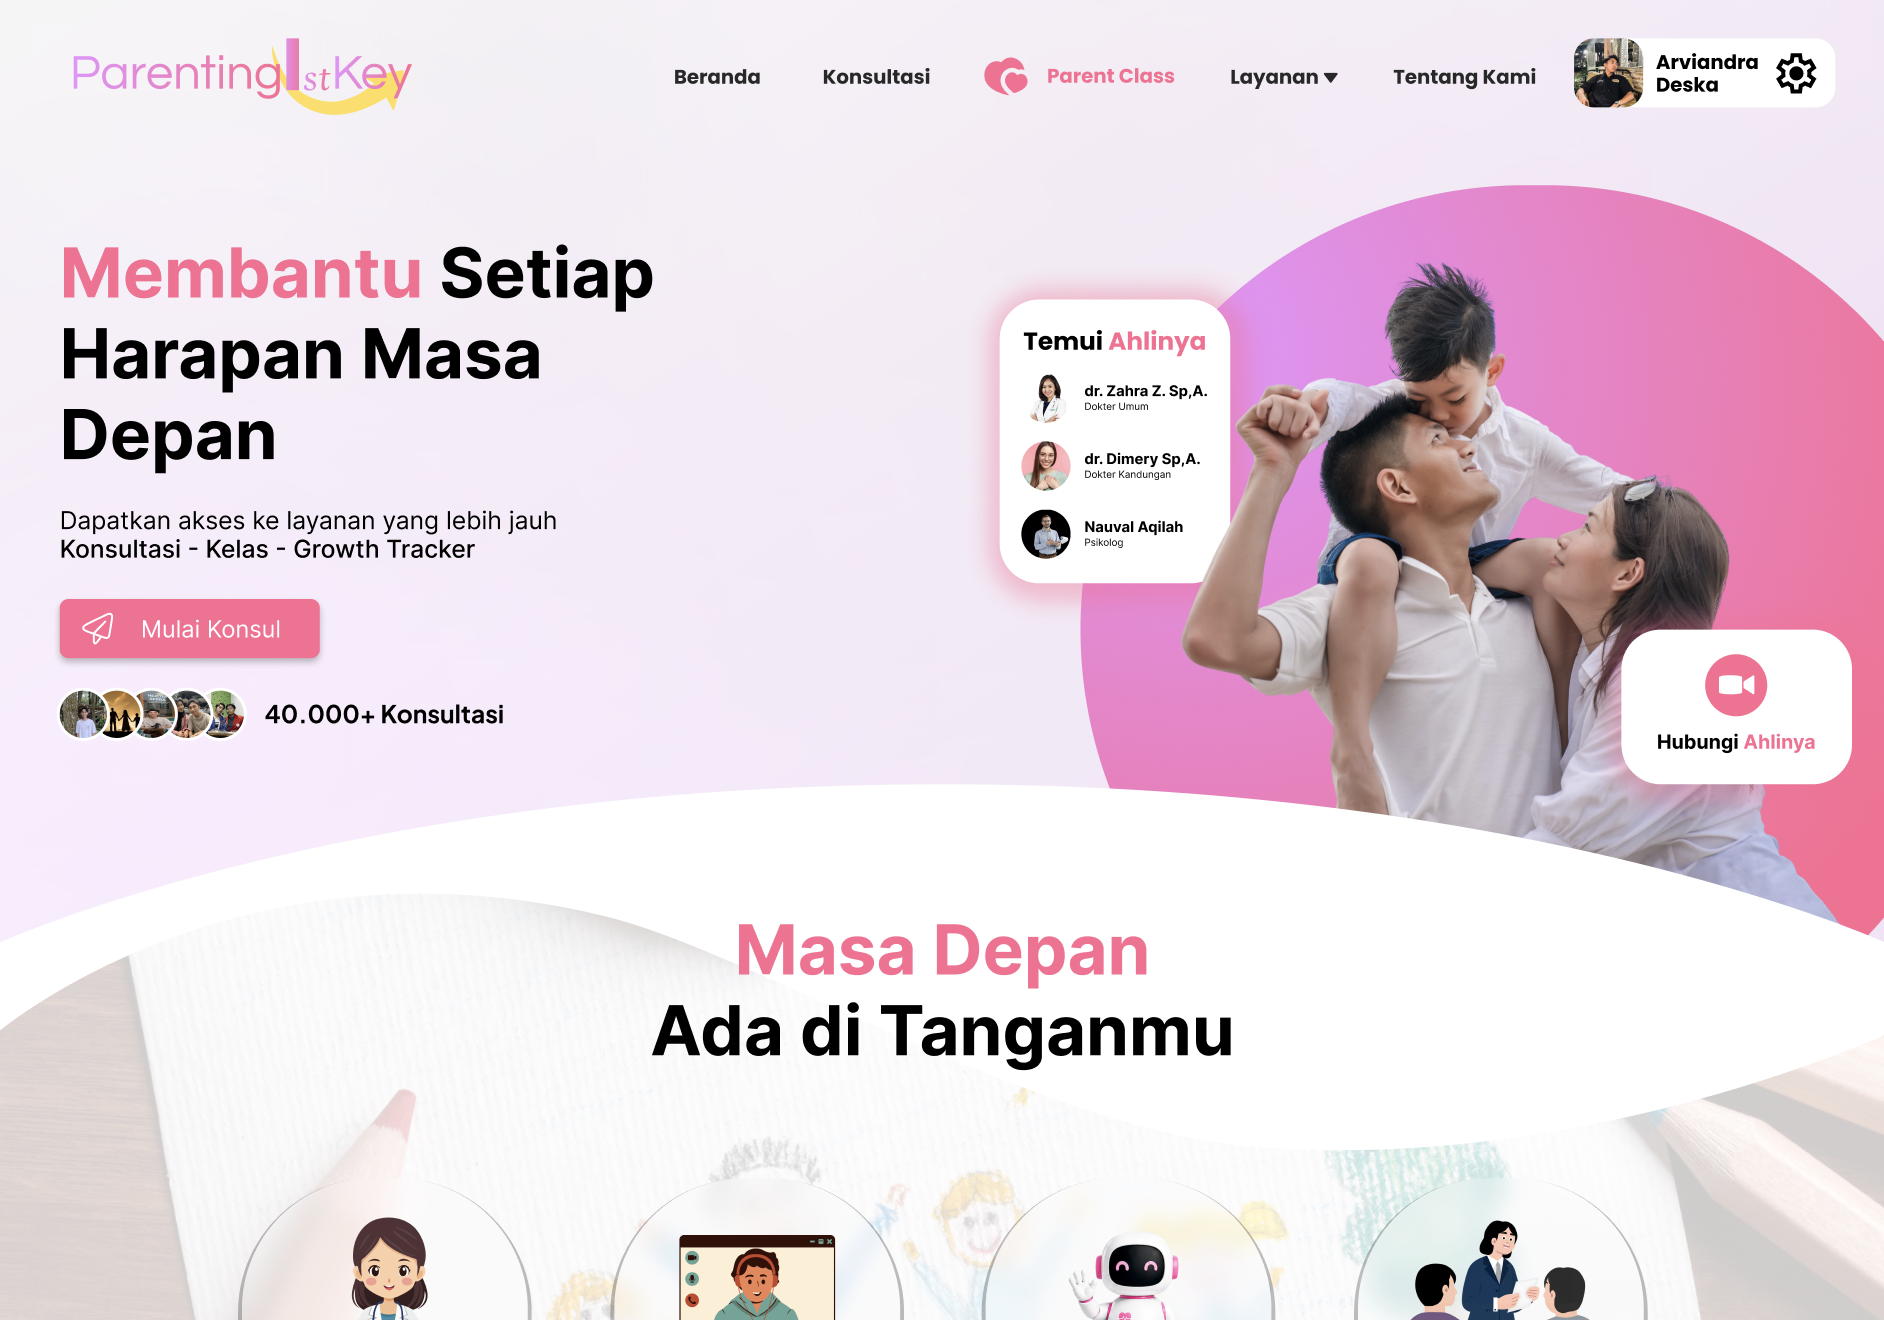 Parenting1stKey
Beranda
Konsultasi
Parent Class
Layanan
Tentang Kami
Arviandra
Deska
Membantu Setiap
Harapan Masa
Depan
Dapatkan akses ke layanan yang lebih jauh
Konsultasi - Kelas - Growth Tracker
Mulai Konsul
40.000+ Konsultasi
Temui Ahlinya
dr. Zahra Z. Sp,A.
Dokter Umum
dr. Dimery Sp,A.
Dokter Kandungan
Nauval Aqilah
Psikolog
Hubungi Ahlinya
Masa Depan
Ada di Tanganmu